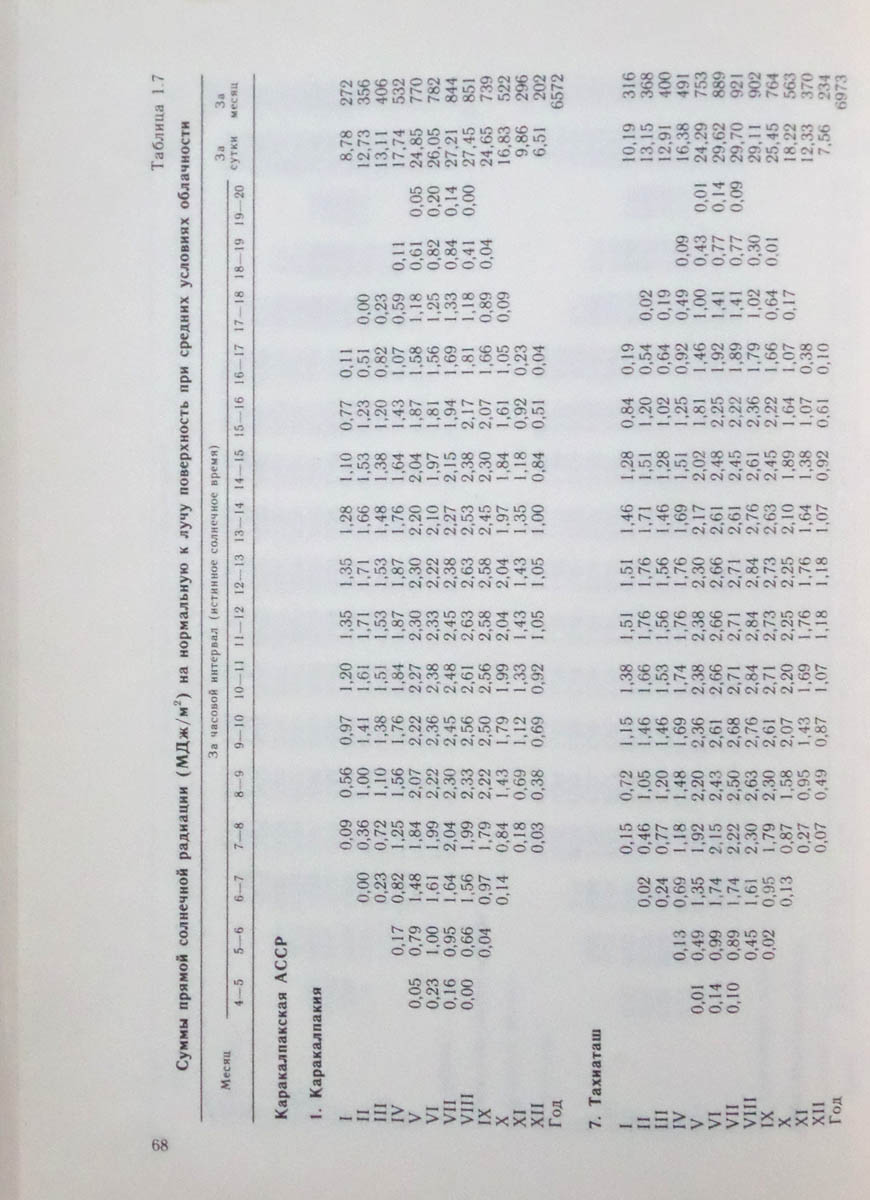 68
Таблица 1.7
Суммы прямой солнечной радиации (МДж/м²) на нормальную к лучу поверхность при средних условиях облачности
Месяц За часовой интервал (истинное солнечное время) За сутки За месяц
4—5 5—6 6—7 7—8 8—9 9—10 10—11 11—12 12—13 13—14 14—15 15—16 16—17 17—18 18—19 19—20
Каракалпакская АССР
1. Каракалпакия
I 0,09 0,56 0,97 1,20 1,35 1,35 1,28 1,10 0,77 0,11 8,78 272
II 0,00 0,36 1,00 1,41 1,61 1,71 1,71 1,66 1,53 1,23 0,51 0,00 12,73 356
III 0,23 0,72 1,10 1,38 1,51 1,53 1,53 1,48 1,38 1,20 0,82 0,23 13,11 406
IV 0,17 0,82 1,25 1,56 1,76 1,84 1,87 1,87 1,76 1,64 1,43 1,07 0,59 0,11 17,74 532
V 0,05 0,79 1,48 1,84 2,07 2,22 2,27 2,30 2,30 2,20 2,04 1,87 1,58 1,18 0,61 0,05 24,85 770
VI 0,23 1,00 1,61 1,99 2,22 2,36 2,38 2,33 2,22 2,10 1,97 1,81 1,56 1,25 0,82 0,20 26,05 782
VII 0,16 0,95 1,64 2,04 2,30 2,45 2,48 2,45 2,38 2,27 2,15 1,94 1,69 1,33 0,84 0,14 27,21 844
VIII 0,00 0,66 1,56 1,99 2,33 2,56 2,61 2,63 2,63 2,53 2,38 2,17 1,81 1,18 0,41 0,00 27,45 851
IX 0,04 0,97 1,79 2,22 2,50 2,56 2,58 2,58 2,45 2,30 2,07 1,66 0,89 0,04 24,65 739
X 0,14 0,84 1,43 1,79 1,99 2,04 2,04 1,97 1,84 1,61 1,05 0,09 16,83 522
XI 0,18 0,69 1,12 1,33 1,43 1,43 1,35 1,18 0,92 0,23 9,86 296
XII 0,03 0,38 0,69 0,92 1,05 1,05 1,00 0,84 0,51 0,04 6,51 202
Год 6572
7. Тахиаташ
I 0,15 0,72 1,15 1,38 1,51 1,51 1,46 1,28 0,84 0,19 10,19 316
II 0,02 0,46 1,05 1,46 1,66 1,76 1,76 1,71 1,51 1,20 0,54 0,02 13,15 368
III 0,24 0,77 1,20 1,46 1,53 1,56 1,56 1,46 1,28 1,02 0,64 0,19 12,91 400
IV 0,13 0,69 1,18 1,48 1,69 1,74 1,76 1,76 1,69 1,51 1,25 0,92 0,49 0,09 16,38 491
V 0,01 0,49 1,35 1,92 2,20 2,36 2,38 2,38 2,30 2,17 2,02 1,81 1,46 1,00 0,43 0,01 24,29 753
VI 0,14 0,99 1,74 2,15 2,43 2,61 2,66 2,66 2,66 2,61 2,48 2,25 1,92 1,41 0,77 0,14 29,62 889
VII 0,10 0,89 1,74 2,22 2,50 2,68 2,71 2,71 2,71 2,61 2,45 2,22 1,89 1,41 0,77 0,09 29,70 921
VIII 0,45 1,61 2,30 2,63 2,76 2,84 2,84 2,84 2,76 2,61 2,36 1,79 1,02 0,30 29,11 902
IX 0,02 0,95 1,79 2,30 2,61 2,71 2,73 2,73 2,63 2,45 2,22 1,66 0,64 0,01 25,45 764
X 0,13 0,87 1,58 2,07 2,20 2,25 2,25 2,10 1,89 1,64 1,07 0,17 18,22 563
XI 0,27 0,95 1,43 1,69 1,76 1,76 1,64 1,38 1,07 0,38 12,33 370
XII 0,07 0,49 0,87 1,07 1,18 1,18 1,07 0,92 0,61 0,10 7,56 234
Год 6973